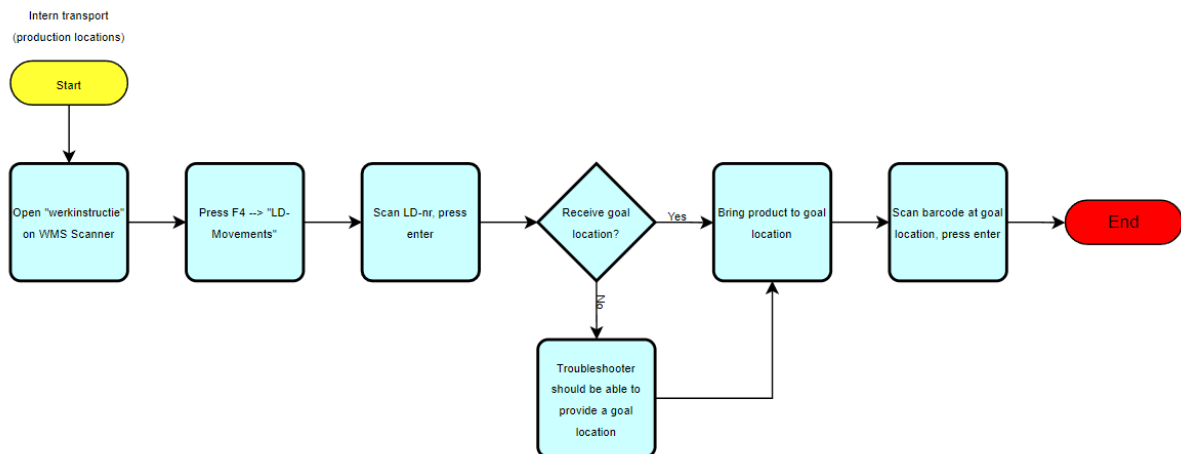 Intern transport
(production locations)
Start
Open "werkinstructie"
on WMS Scanner
Press F4 --> "LD-
Movements"
Scan LD-nr, press
enter
Receive goal
location?
Yes
No
Bring product to goal
location
Scan barcode at goal
location, press enter
End
Troubleshooter
should be able to
provide a goal
location